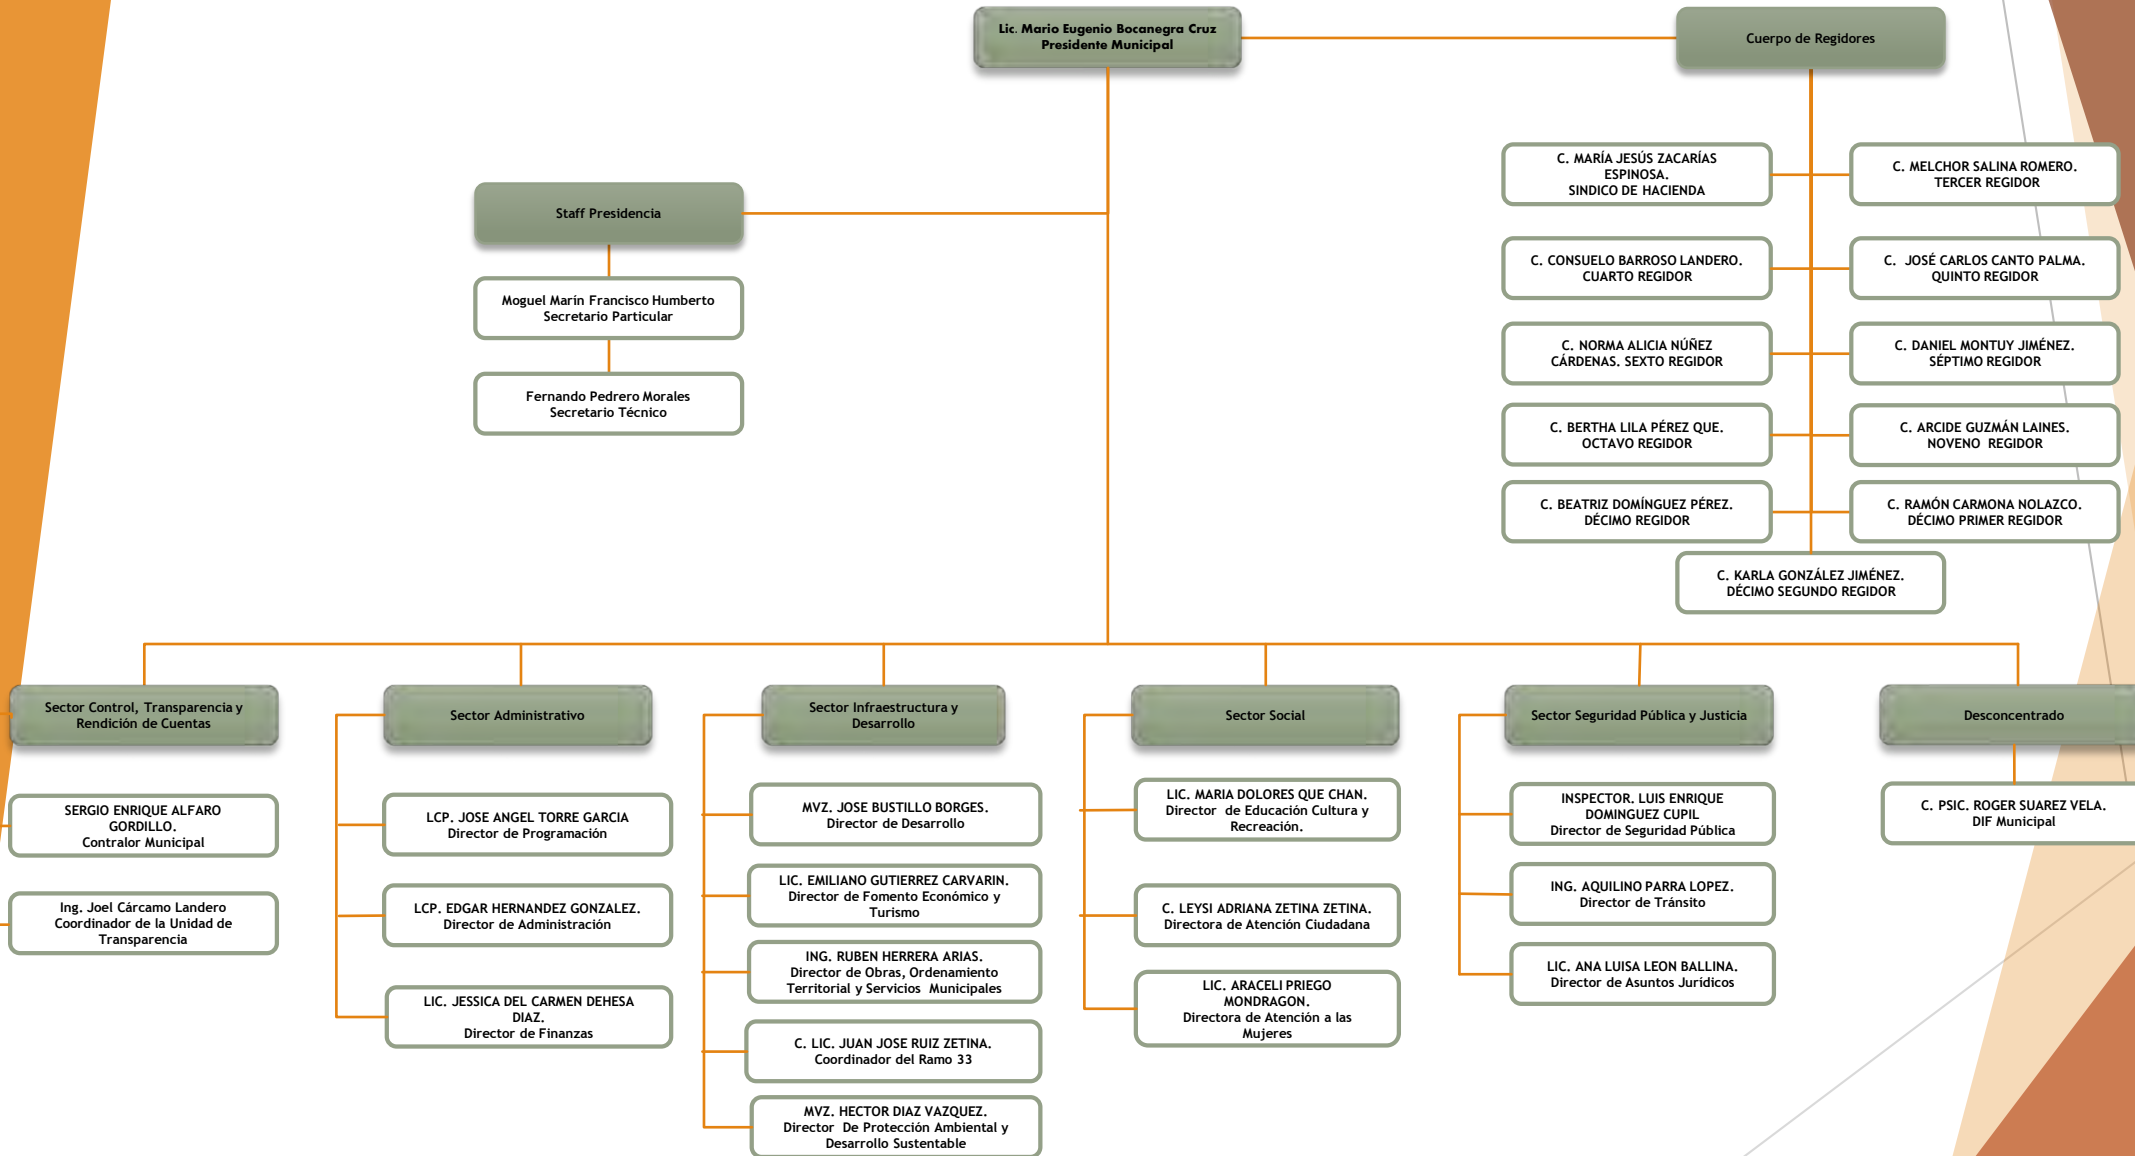 Lic. Mario Eugenio Bocanegra Cruz
Presidente Municipal
Cuerpo de Regidores
C. MARÍA JESÚS ZACARÍAS
ESPINOSA.
SINDICO DE HACIENDA
C. MELCHOR SALINA ROMERO.
TERCER REGIDOR
Staff Presidencia
C. CONSUELO BARROSO LANDERO.
CUARTO REGIDOR
C. JOSÉ CARLOS CANTO PALMA.
QUINTO REGIDOR
Moguel Marín Francisco Humberto
Secretario Particular
C. NORMA ALICIA NÚÑEZ
CÁRDENAS. SEXTO REGIDOR
C. DANIEL MONTUY JIMÉNEZ.
SÉPTIMO REGIDOR
Fernando Pedrero Morales
Secretario Técnico
C. BERTHA LILA PÉREZ QUE.
OCTAVO REGIDOR
C. ARCIDE GUZMÁN LAINES.
NOVENO REGIDOR
C. BEATRIZ DOMÍNGUEZ PÉREZ.
DÉCIMO REGIDOR
C. RAMÓN CARMONA NOLAZCO.
DÉCIMO PRIMER REGIDOR
C. KARLA GONZÁLEZ JIMÉNEZ.
DÉCIMO SEGUNDO REGIDOR
Sector Control, Transparencia y
Rendición de Cuentas
SERGIO ENRIQUE ALFARO
GORDILLO.
Contralor Municipal
Ing. Joel Cárcamo Landero
Coordinador de la Unidad de
Transparencia
Sector Administrativo
LCP. JOSE ANGEL TORRE GARCIA
Director de Programación
LCP. EDGAR HERNANDEZ GONZALEZ.
Director de Administración
LIC. JESSICA DEL CARMEN DEHESA
DIAZ.
Director de Finanzas
Sector Infraestructura y
Desarrollo
MVZ. JOSE BUSTILLO BORGES.
Director de Desarrollo
LIC. EMILIANO GUTIERREZ CARVARIN.
Director de Fomento Económico y
Turismo
ING. RUBEN HERRERA ARIAS.
Director de Obras, Ordenamiento
Territorial y Servicios Municipales
C. LIC. JUAN JOSE RUIZ ZETINA.
Coordinador del Ramo 33
MVZ. HECTOR DIAZ VAZQUEZ.
Director De Protección Ambiental y
Desarrollo Sustentable
Sector Social
LIC. MARIA DOLORES QUE CHAN.
Director de Educación Cultura y
Recreación.
C. LEYSI ADRIANA ZETINA ZETINA.
Directora de Atención Ciudadana
LIC. ARACELI PRIEGO
MONDRAGON.
Directora de Atención a las
Mujeres
Sector Seguridad Pública y Justicia
INSPECTOR. LUIS ENRIQUE
DOMINGUEZ CUPIL
Director de Seguridad Pública
ING. AQUILINO PARRA LOPEZ.
Director de Tránsito
LIC. ANA LUISA LEON BALLINA.
Director de Asuntos Jurídicos
Desconcentrado
C. PSIC. ROGER SUAREZ VELA.
DIF Municipal